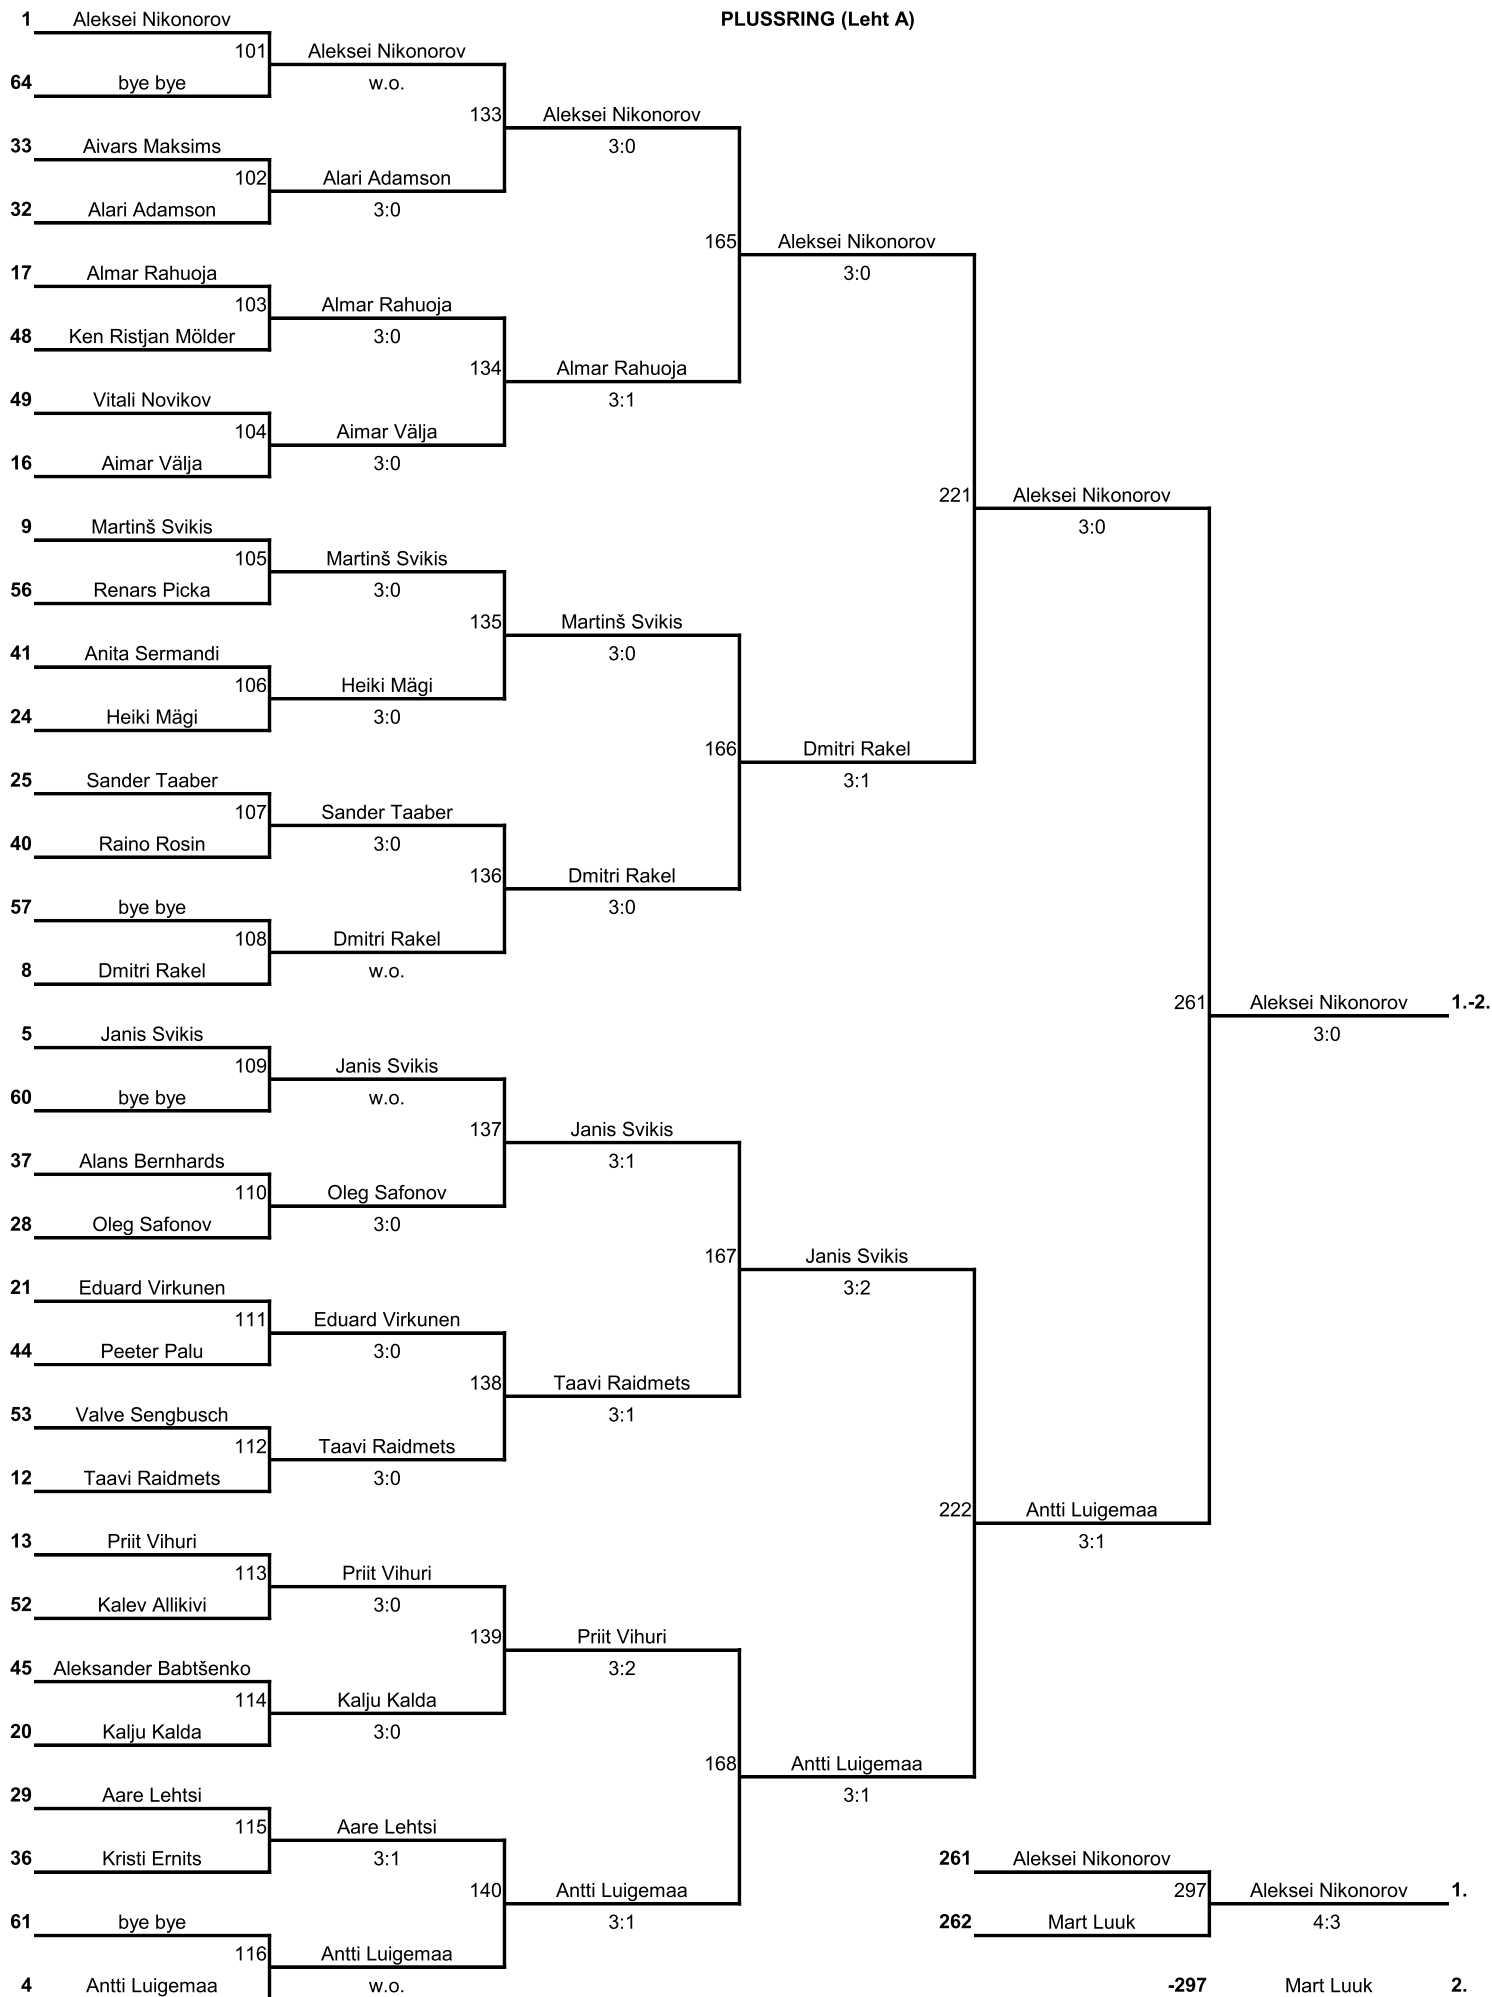 PLUSSRING (Leht A)
1 Aleksei Nikonorov
101 Aleksei Nikonorov
64 bye bye w.o.
133 Aleksei Nikonorov
33 Aivars Maksims 3:0
102 Alari Adamson
32 Alari Adamson 3:0
165 Aleksei Nikonorov
17 Almar Rahuoja 3:0
103 Almar Rahuoja
48 Ken Ristjan Mölder 3:0
134 Almar Rahuoja
49 Vitali Novikov 3:1
104 Aimar Välja
16 Aimar Välja 3:0
221 Aleksei Nikonorov
9 Martinš Svikis 3:0
105 Martinš Svikis
56 Renars Picka 3:0
135 Martinš Svikis
41 Anita Sermandi 3:0
106 Heiki Mägi
24 Heiki Mägi 3:0
166 Dmitri Rakel
25 Sander Taaber 3:1
107 Sander Taaber
40 Raino Rosin 3:0
136 Dmitri Rakel
57 bye bye 3:0
108 Dmitri Rakel
8 Dmitri Rakel w.o.
261 Aleksei Nikonorov 1.-2.
5 Janis Svikis 3:0
109 Janis Svikis
60 bye bye w.o.
137 Janis Svikis
37 Alans Bernhards 3:1
110 Oleg Safonov
28 Oleg Safonov 3:0
167 Janis Svikis
21 Eduard Virkunen 3:2
111 Eduard Virkunen
44 Peeter Palu 3:0
138 Taavi Raidmets
53 Valve Sengbusch 3:1
112 Taavi Raidmets
12 Taavi Raidmets 3:0
222 Antti Luigemaa
13 Priit Vihuri 3:1
113 Priit Vihuri
52 Kalev Allikivi 3:0
139 Priit Vihuri
45 Aleksander Babtšenko 3:2
114 Kalju Kalda
20 Kalju Kalda 3:0
168 Antti Luigemaa
29 Aare Lehtsi 3:1
115 Aare Lehtsi
36 Kristi Ernits 3:1 261 Aleksei Nikonorov
140 Antti Luigemaa 297 Aleksei Nikonorov 1.
61 bye bye 3:1 262 Mart Luuk 4:3
116 Antti Luigemaa
4 Antti Luigemaa w.o. -297 Mart Luuk 2.